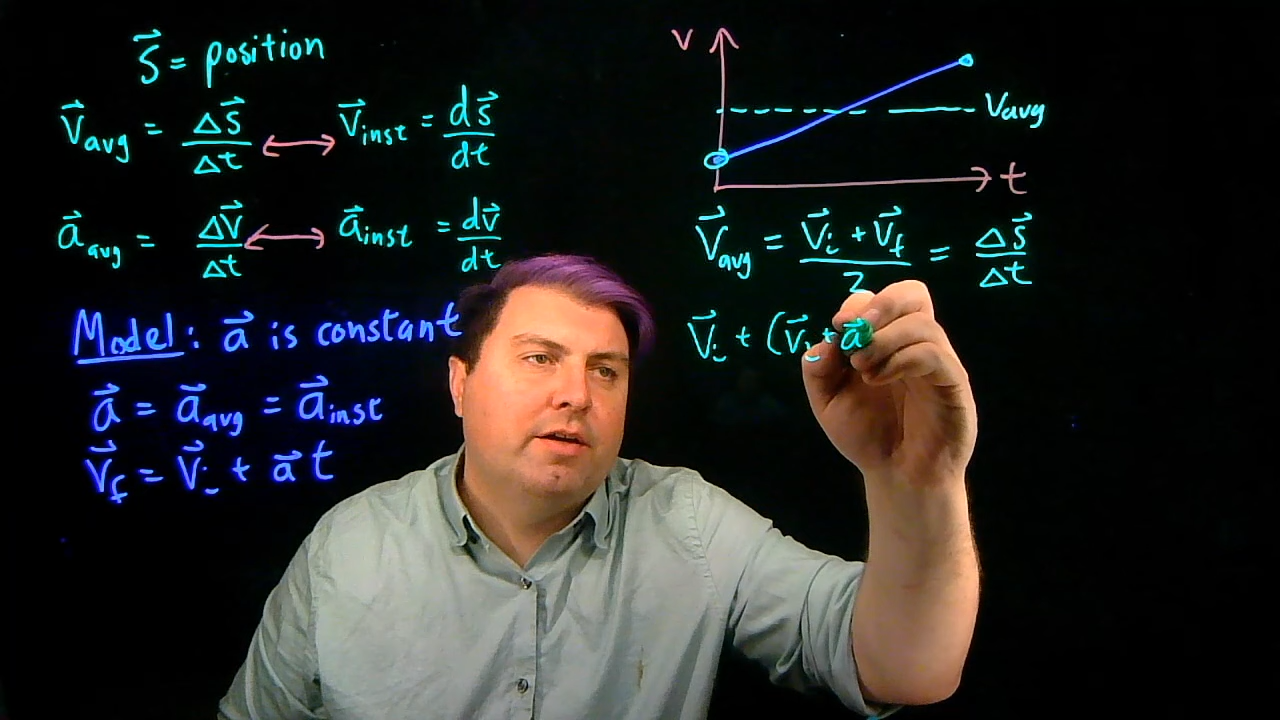 s⃗ = position
v⃗avg = Δs⃗/Δt ↔ v⃗inst = ds⃗/dt
a⃗avg = Δv⃗/Δt ↔ a⃗inst = dv⃗/dt
Model: a⃗ is constant
a⃗ = a⃗avg = a⃗inst
v⃗f = v⃗i + a⃗ t
v
vavg
t
v⃗avg = (v⃗i + v⃗f)/2 = Δs⃗/Δt
v⃗i + (v⃗i + a⃗